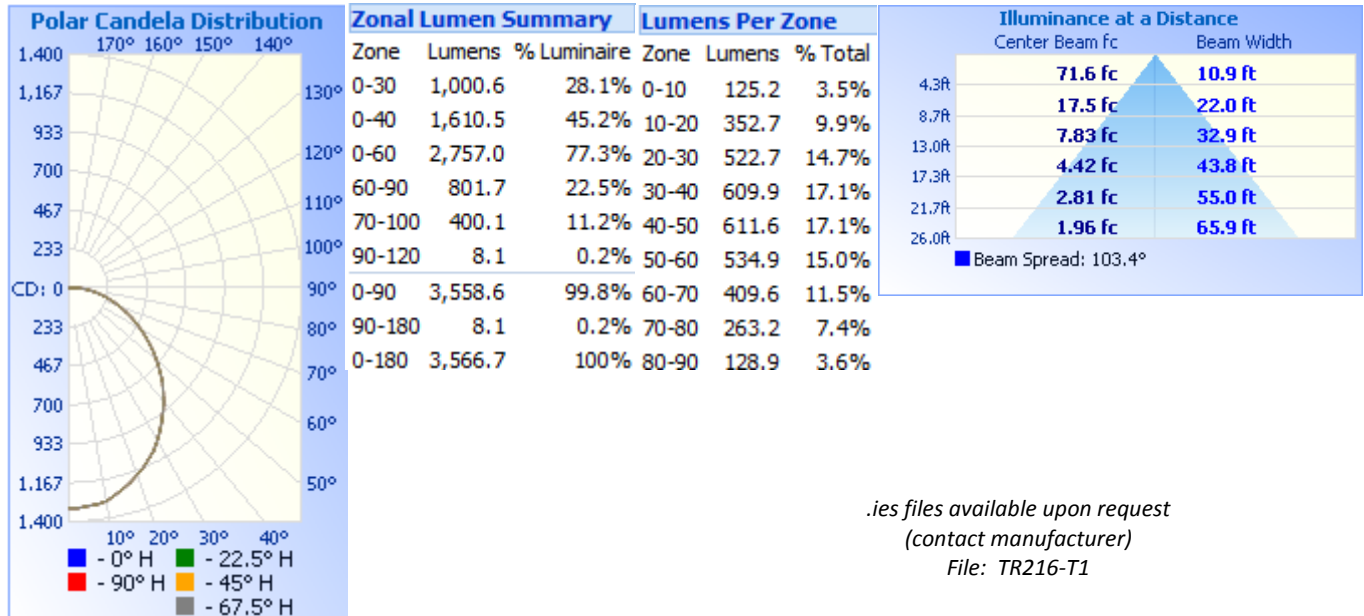 Polar Candela Distribution
170° 160° 150° 140°
1,400
1,167
933
700
467
233
CD: 0
233
467
700
933
1.167
1.400
130°
120°
110°
100°
90°
80°
70°
60°
50°
10° 20° 30° 40°
- 0° H - 22.5° H
- 90° H - 45° H
- 67.5° H
Zonal Lumen Summary
Zone Lumens % Luminaire
0-30 1,000.6 28.1%
0-40 1,610.5 45.2%
0-60 2,757.0 77.3%
60-90 801.7 22.5%
70-100 400.1 11.2%
90-120 8.1 0.2%
0-90 3,558.6 99.8%
90-180 8.1 0.2%
0-180 3,566.7 100%
Lumens Per Zone
Zone Lumens % Total
0-10 125.2 3.5%
10-20 352.7 9.9%
20-30 522.7 14.7%
30-40 609.9 17.1%
40-50 611.6 17.1%
50-60 534.9 15.0%
60-70 409.6 11.5%
70-80 263.2 7.4%
80-90 128.9 3.6%
Illuminance at a Distance
Center Beam fc Beam Width
4.3ft 71.6 fc 10.9 ft
8.7ft 17.5 fc 22.0 ft
13.0ft 7.83 fc 32.9 ft
17.3ft 4.42 fc 43.8 ft
21.7ft 2.81 fc 55.0 ft
26.0ft 1.96 fc 65.9 ft
Beam Spread: 103.4°
.ies files available upon request
(contact manufacturer)
File: TR216-T1